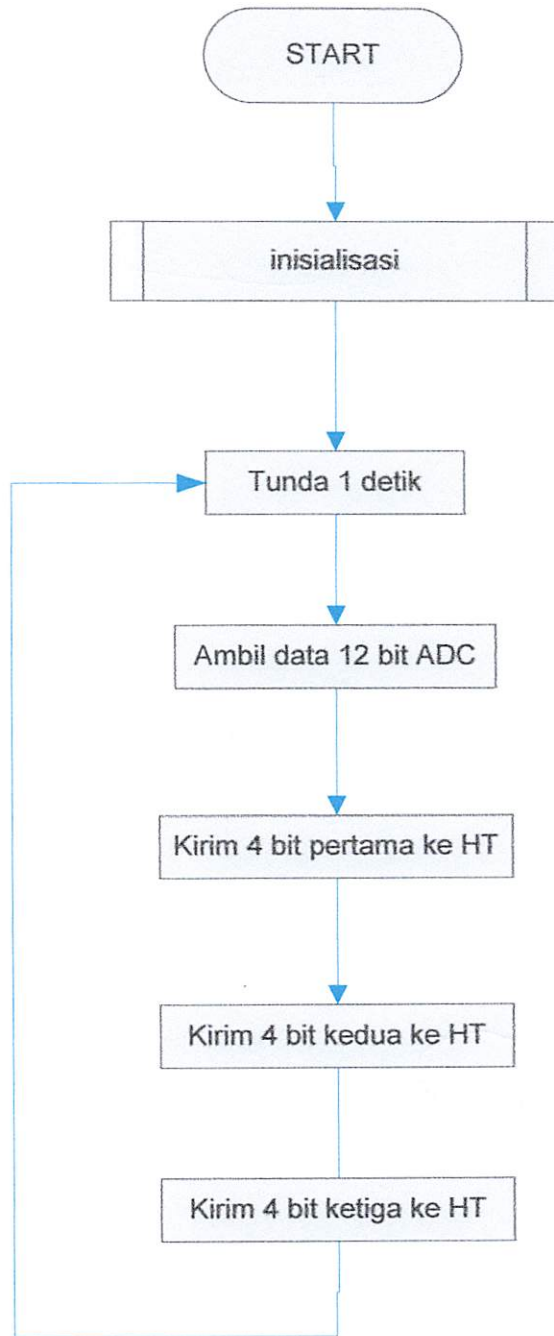 START
inisialisasi
Tunda 1 detik
Ambil data 12 bit ADC
Kirim 4 bit pertama ke HT
Kirim 4 bit kedua ke HT
Kirim 4 bit ketiga ke HT